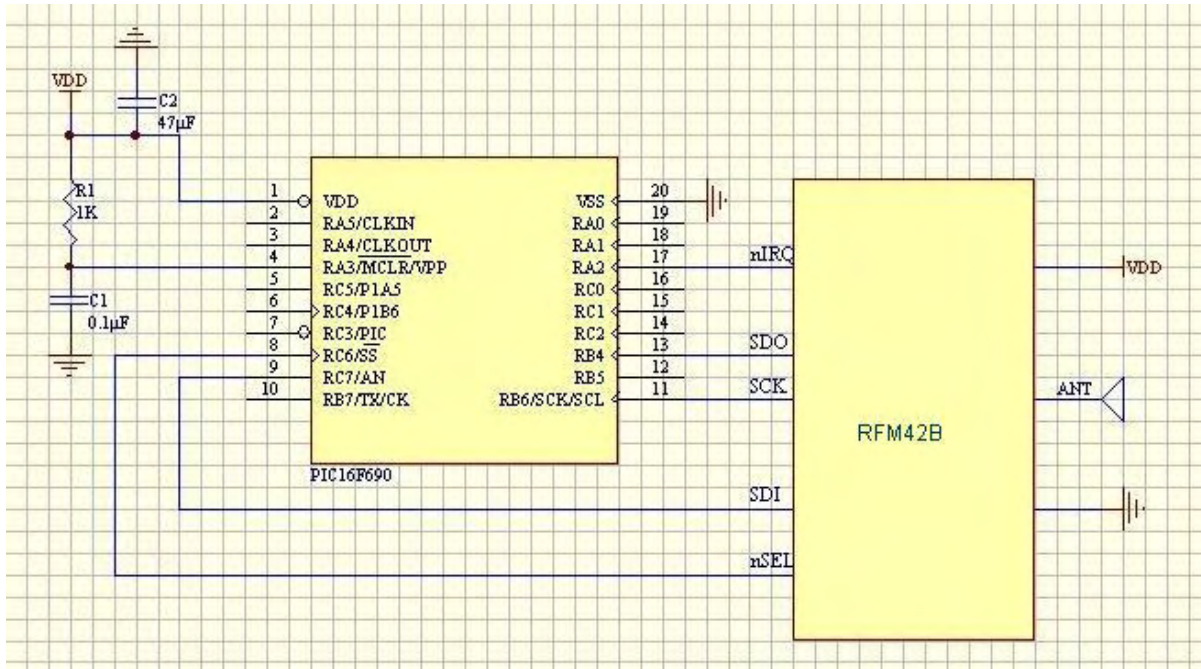 VDD
C2
47µF
R1
1K
C1
0.1µF
1
2
3
4
5
6
7
8
9
10
VDD
RA5/CLKIN
RA4/CLKOUT
RA3/MCLR/VPP
RC5/P1A5
RC4/P1B6
RC3/PIC
RC6/SS
RC7/AN
RB7/TX/CK
VSS
RA0
RA1
RA2
RC0
RC1
RC2
RB4
RB5
RB6/SCK/SCL
20
19
18
17
16
15
14
13
12
11
PIC16F690
nIRQ
SDO
SCK
SDI
nSEL
RFM42B
VDD
ANT